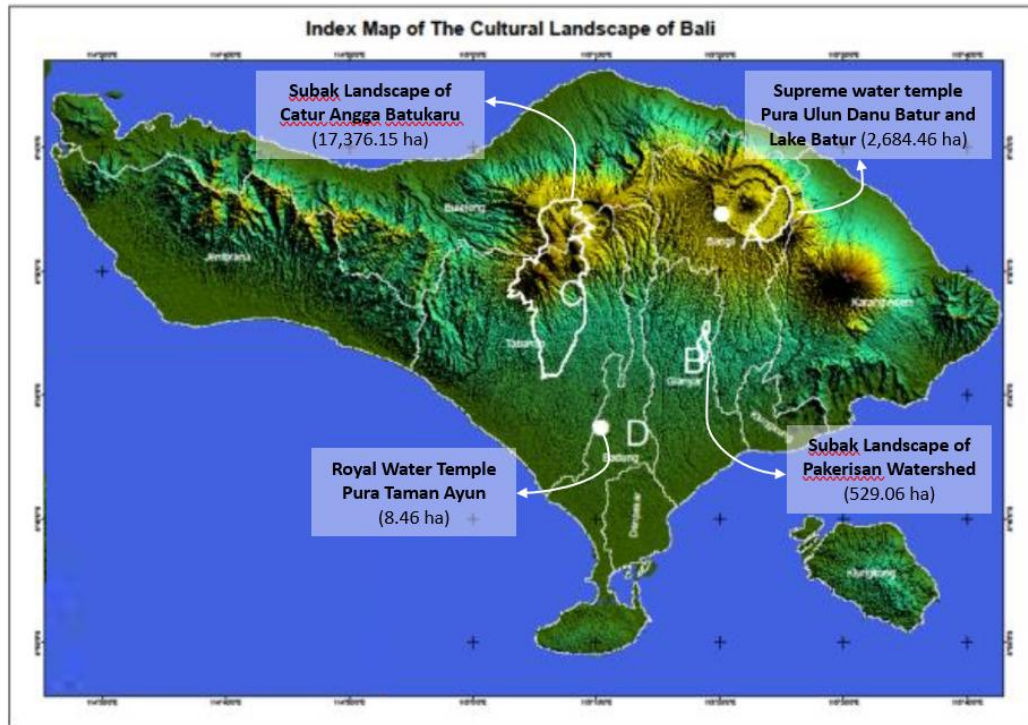 Index Map of The Cultural Landscape of Bali
Subak Landscape of
Catur Angga Batukaru
(17,376.15 ha)
Supreme water temple
Pura Ulun Danu Batur and
Lake Batur (2,684.46 ha)
Buleleng
A
Bangli
Jembrana
C
Karangasem
Tabanan
B
Gianyar
Klungkung
D
Badung
Royal Water Temple
Pura Taman Ayun
(8.46 ha)
Subak Landscape of
Pakerisan Watershed
(529.06 ha)
Denpasar
Klungkung